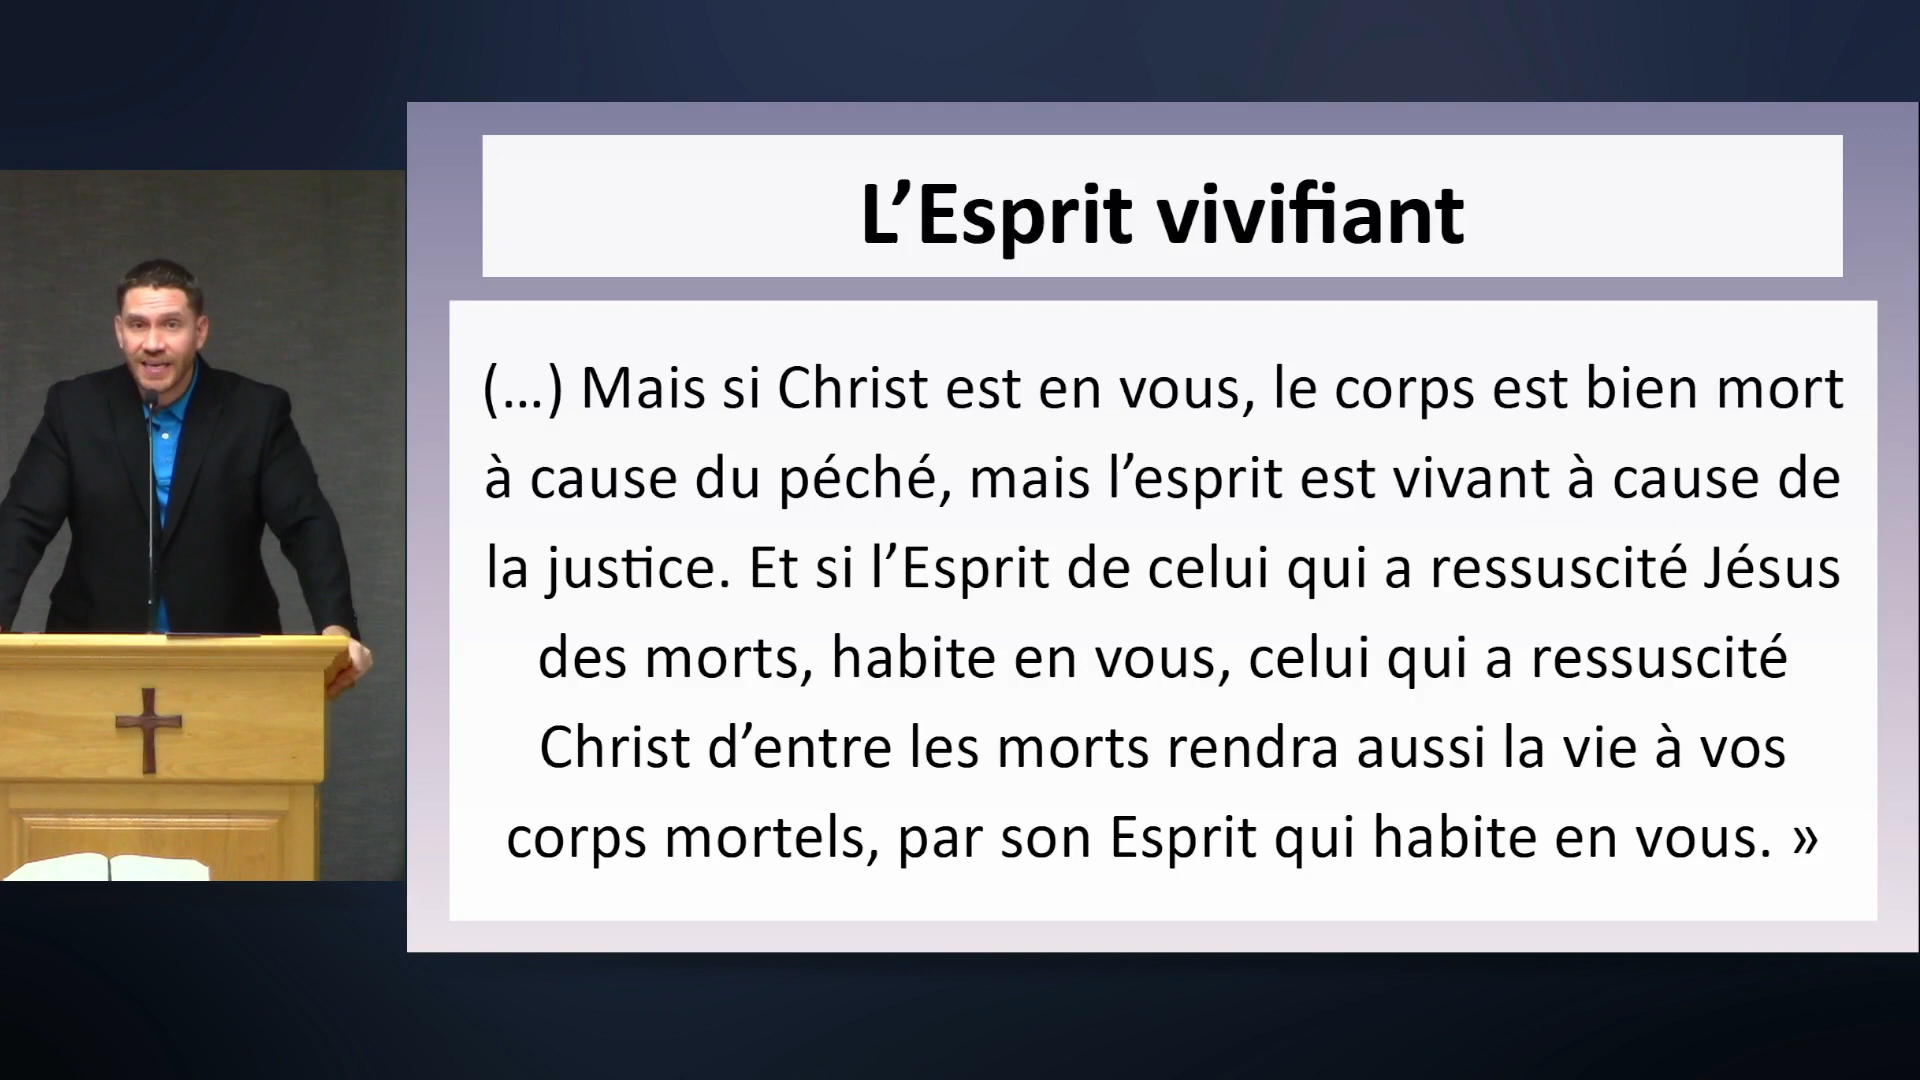 L’Esprit vivifiant
(...) Mais si Christ est en vous, le corps est bien mort
à cause du péché, mais l’esprit est vivant à cause de
la justice. Et si l’Esprit de celui qui a ressuscité Jésus
des morts, habite en vous, celui qui a ressuscité
Christ d’entre les morts rendra aussi la vie à vos
corps mortels, par son Esprit qui habite en vous. »